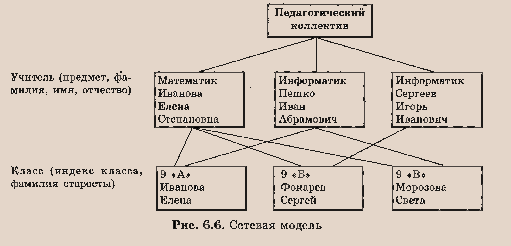 Педагогический
коллектив
Учитель (предмет, фа-
милия, имя, отчество)
Математик
Иванова
Елена
Степановна
Информатик
Пешко
Иван
Абрамович
Информатик
Сергеев
Игорь
Иванович
Класс (индекс класса,
фамилия старосты)
9 «А»
Иванова
Елена
9 «Б»
Фонарев
Сергей
9 «В»
Морозова
Света
Рис. 6.6. Сетевая модель